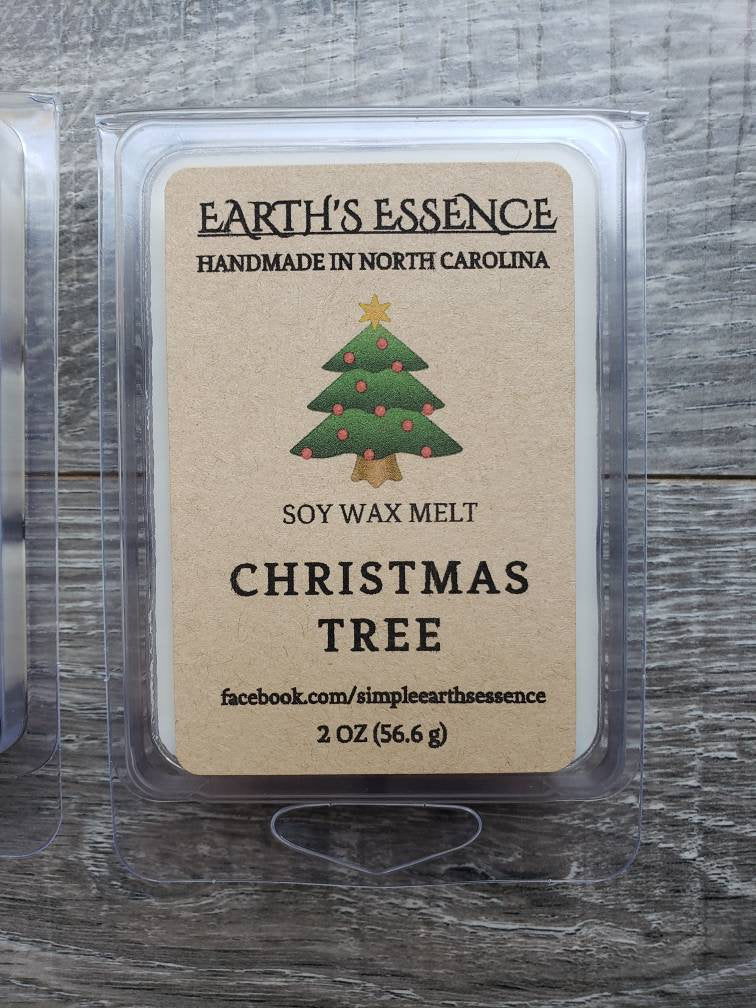 EARTH'S ESSENCE
HANDMADE IN NORTH CAROLINA
SOY WAX MELT
CHRISTMAS
TREE
facebook.com/simpleearthsessence
2 OZ (56.6 g)